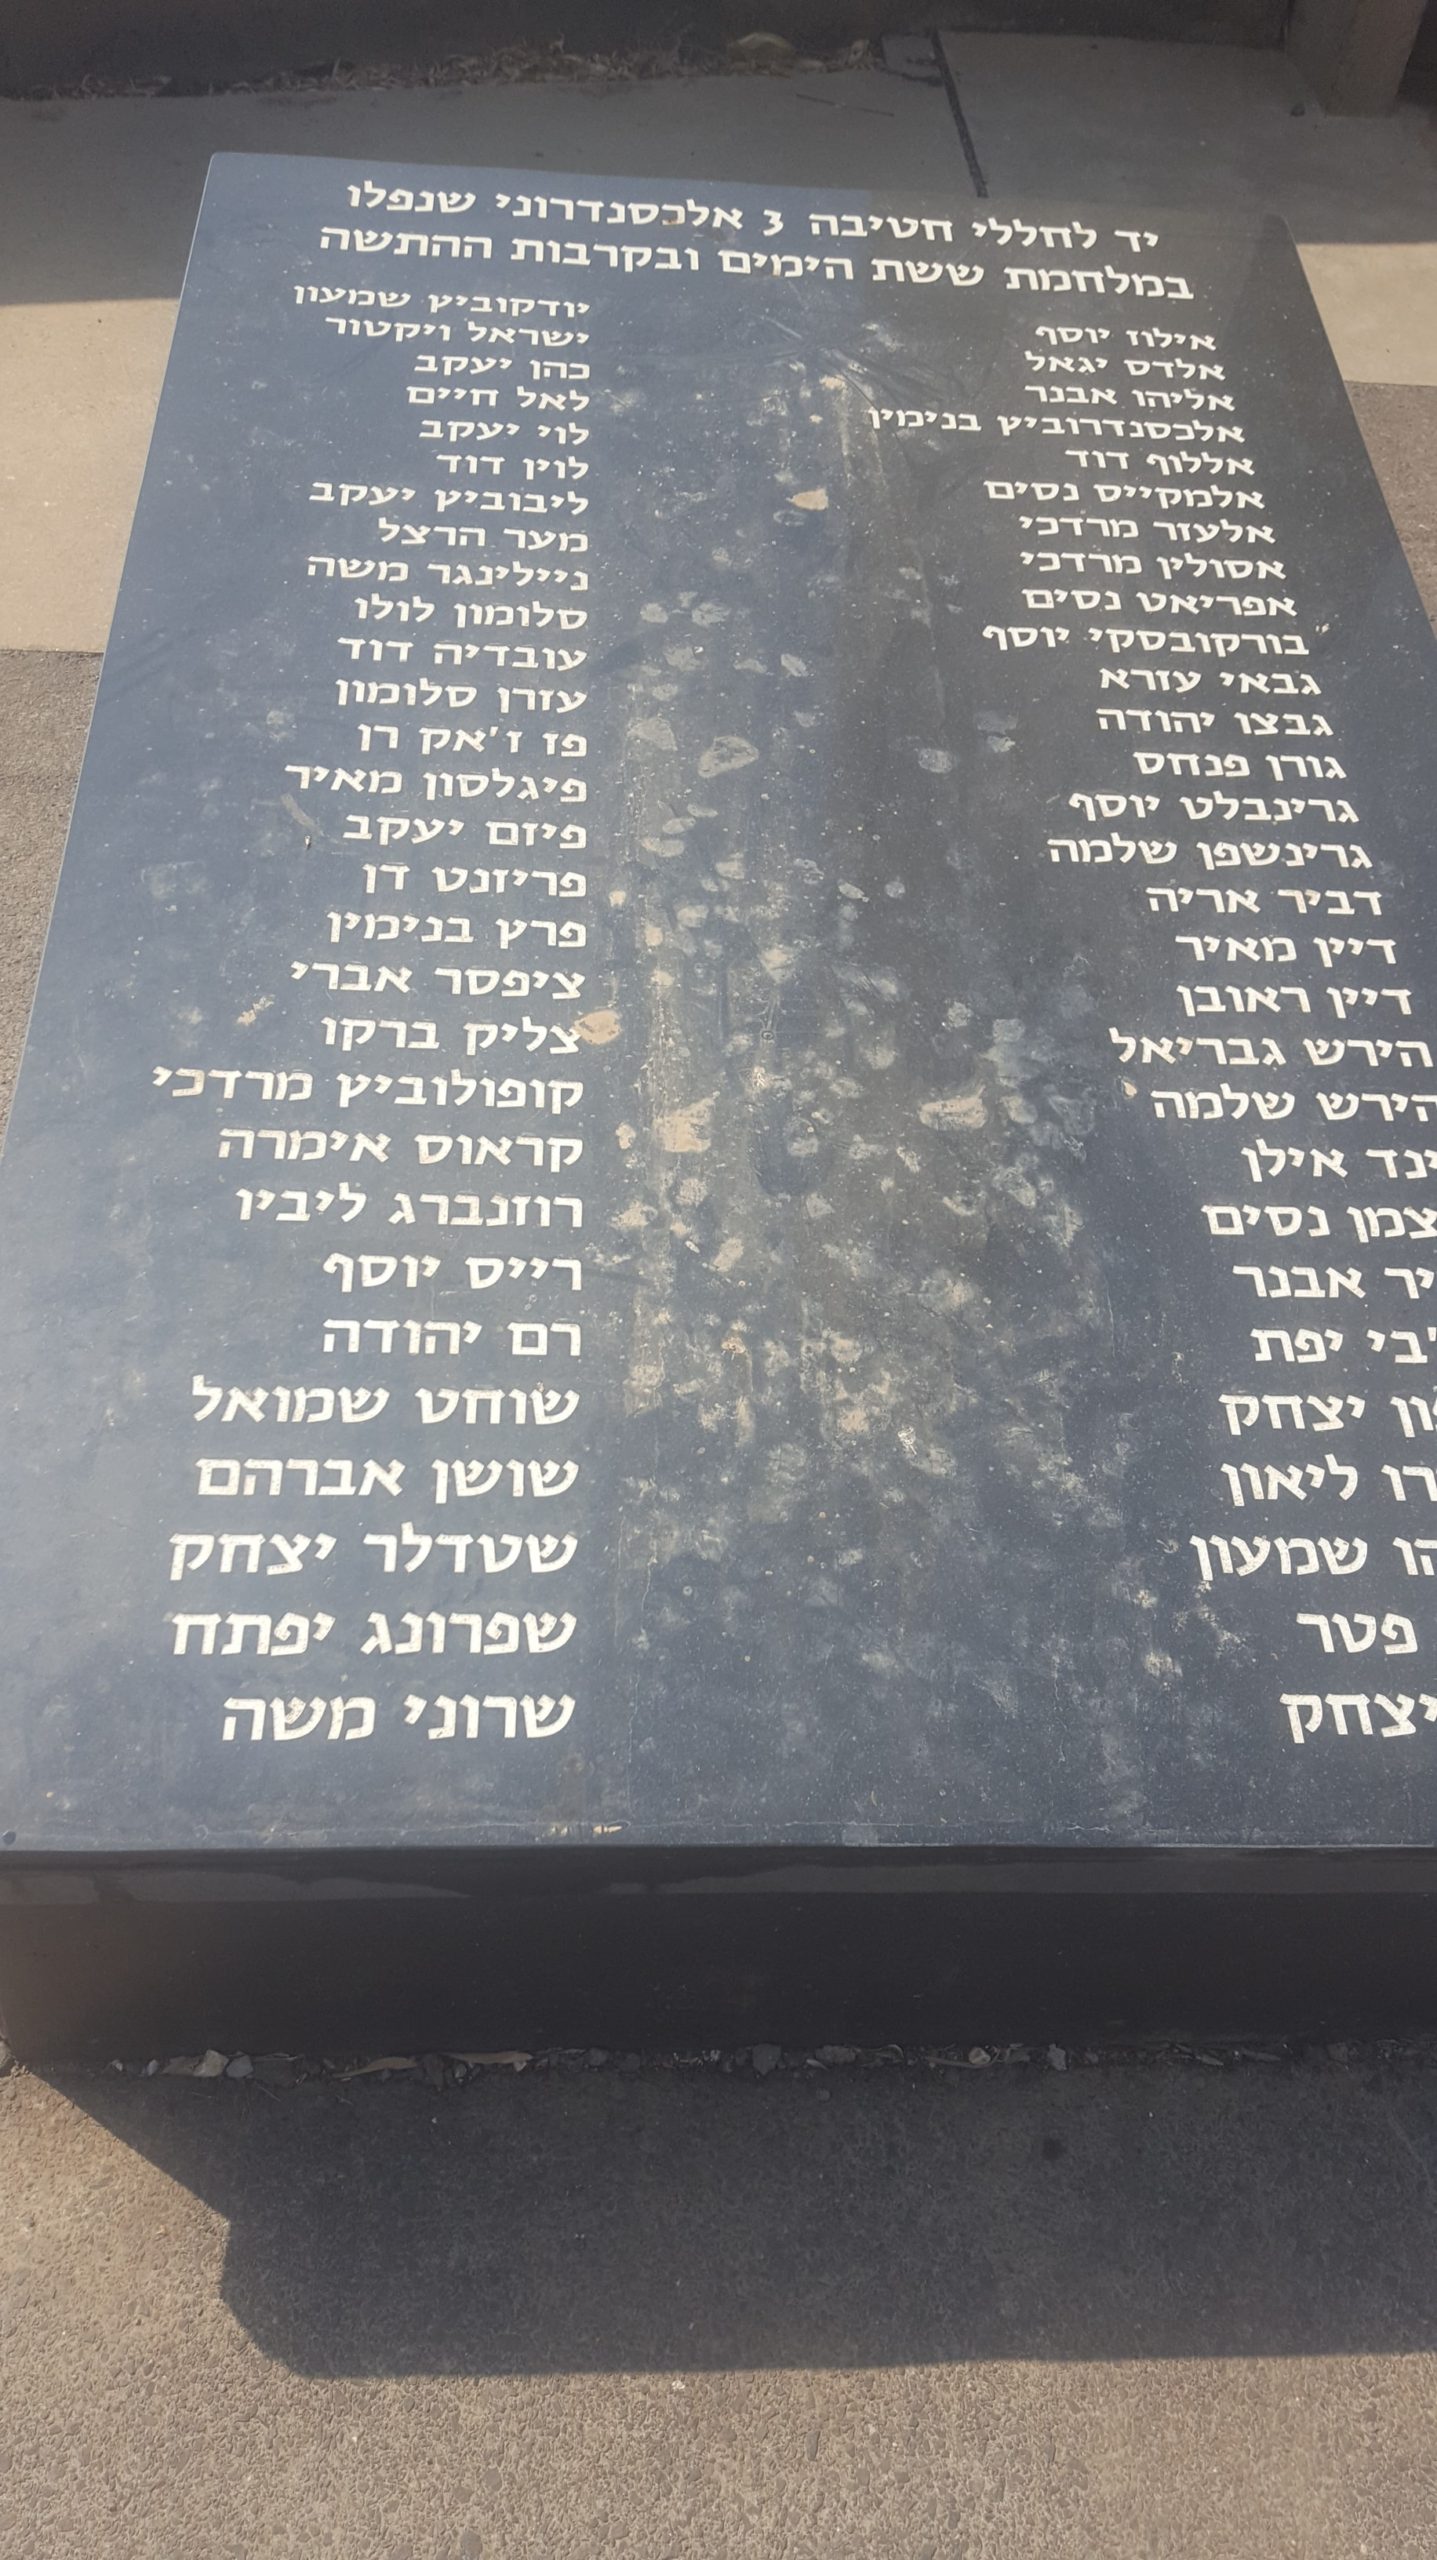 יד לחללי חטיבה 3 אלכסנדרוני שנפלו
במלחמת ששת הימים ובקרבות ההתשה
אילוז יוסף
אלדס יגאל
אליהו אבנר
אלכסנדרוביץ בנימין
אללוף דוד
אלמקייס נסים
אלעזר מרדכי
אסולין מרדכי
אפריאט נסים
בורקובסקי יוסף
גבאי עזרא
גבצו יהודה
גורן פנחס
גרינבלט יוסף
גרינשפן שלמה
דביר אריה
דיין מאיר
דיין ראובן
הירש גבריאל
הירש שלמה
אילן
נסים
אבנר
יפת
יצחק
ליאון
שמעון
פטר
יצחק
יודקוביץ שמעון
ישראל ויקטור
כהן יעקב
לאל חיים
לוי יעקב
לוין דוד
ליבוביץ יעקב
מער הרצל
ניילינגר משה
סלומון לולו
עובדיה דוד
עזרן סלומון
פז ז'אק רן
פיגלסון מאיר
פיזם יעקב
פריזנט דן
פרץ בנימין
ציפסר אברי
צליק ברקו
קופולוביץ מרדכי
קראוס אימרה
רוזנברג ליביו
רייס יוסף
רם יהודה
שוחט שמואל
שושן אברהם
שטדלר יצחק
שפרונג יפתח
שרוני משה